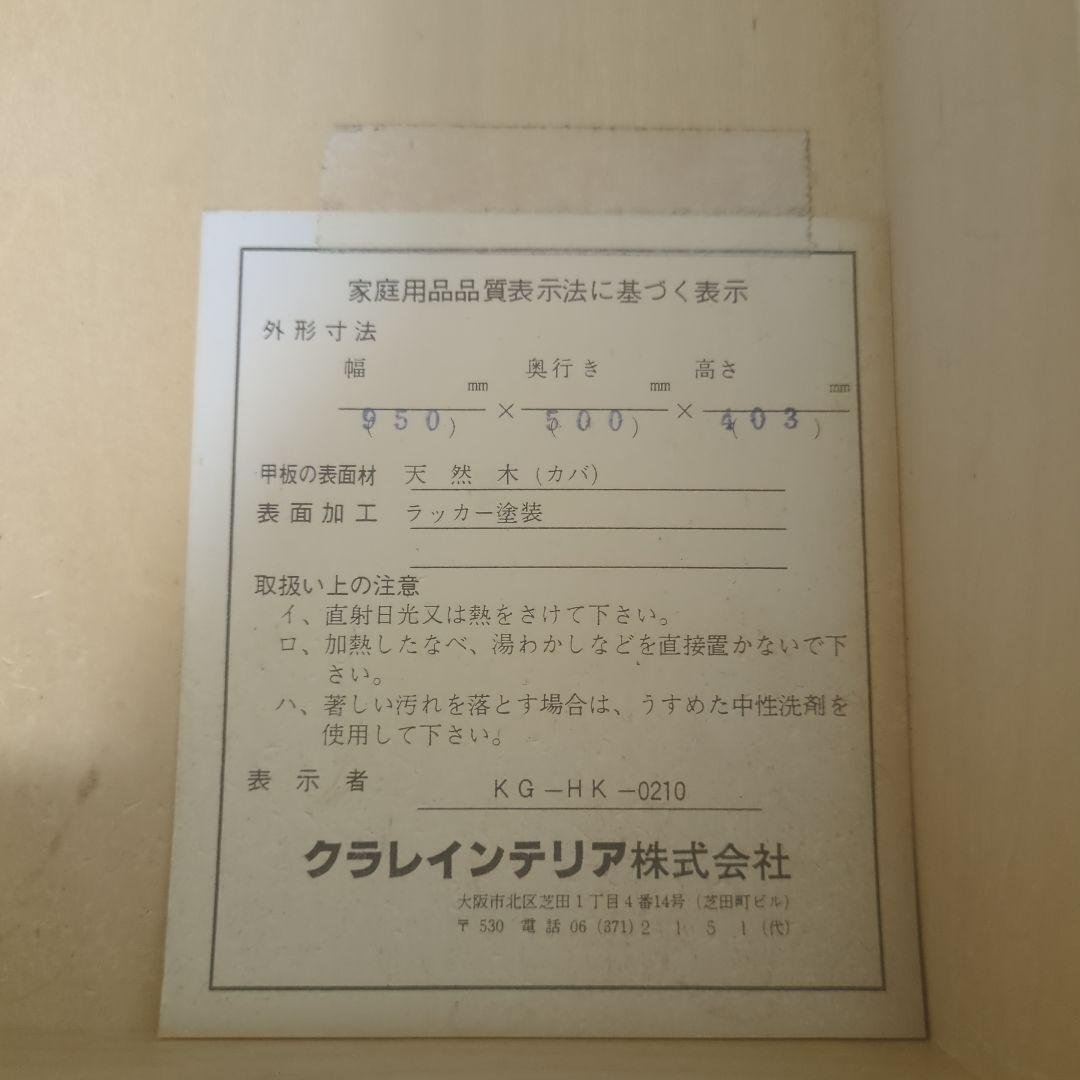 家庭用品品質表示法に基づく表示
外形寸法
幅 奥行き 高さ
mm mm mm
950 × 500 × 403
( ) ( ) ( )
甲板の表面材 天然木(カバ)
表面加工 ラッカー塗装
取扱い上の注意
イ、直射日光又は熱をさけて下さい。
ロ、加熱したなべ、湯わかしなどを直接置かないで下
さい。
ハ、著しい汚れを落とす場合は、うすめた中性洗剤を
使用して下さい。
表示者 KG-HK-0210
クラレインテリア株式会社
大阪市北区芝田1丁目4番14号(芝田町ビル)
〒530 電話06(371)2151(代)